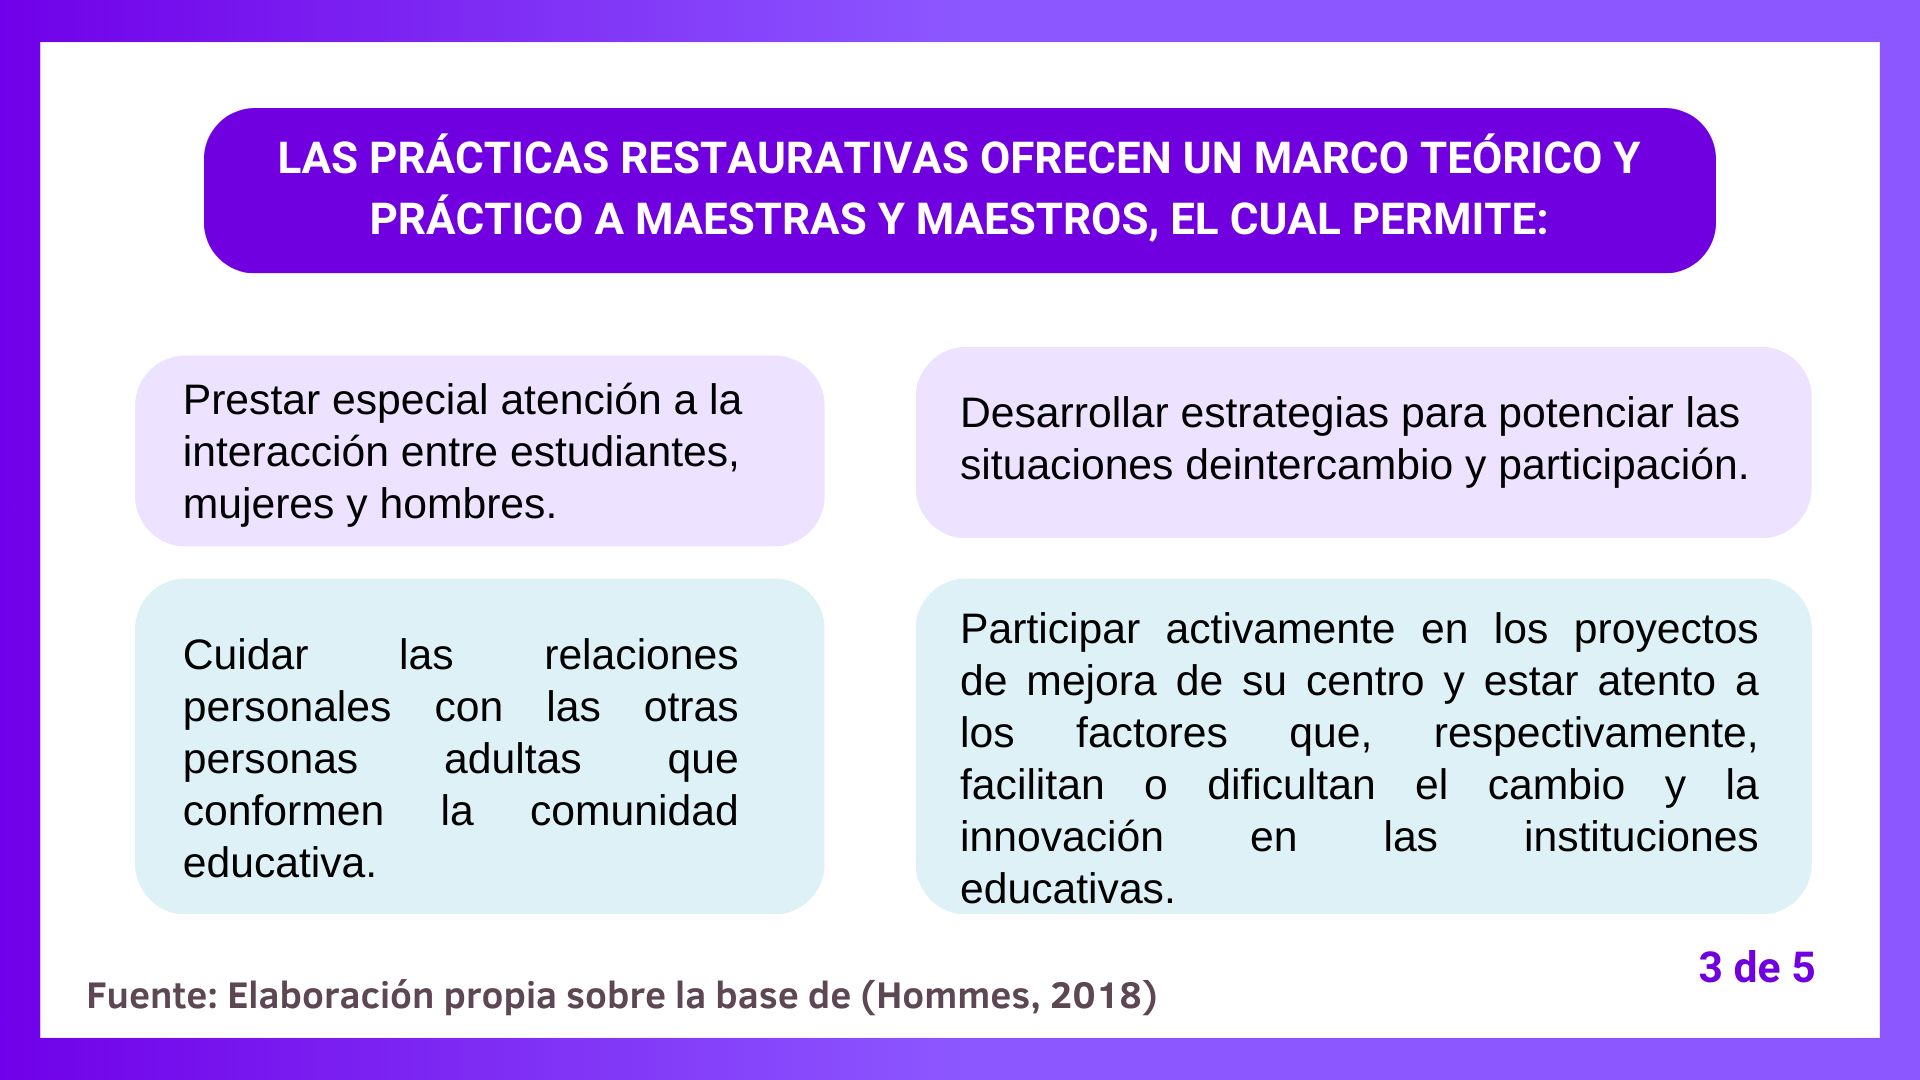 LAS PRÁCTICAS RESTAURATIVAS OFRECEN UN MARCO TEÓRICO Y
PRÁCTICO A MAESTRAS Y MAESTROS, EL CUAL PERMITE:
Prestar especial atención a la
interacción entre estudiantes,
mujeres y hombres.
Desarrollar estrategias para potenciar las
situaciones deintercambio y participación.
Cuidar las relaciones
personales con las otras
personas adultas que
conformen la comunidad
educativa.
Participar activamente en los proyectos
de mejora de su centro y estar atento a
los factores que, respectivamente,
facilitan o dificultan el cambio y la
innovación en las instituciones
educativas.
3 de 5
Fuente: Elaboración propia sobre la base de (Hommes, 2018)